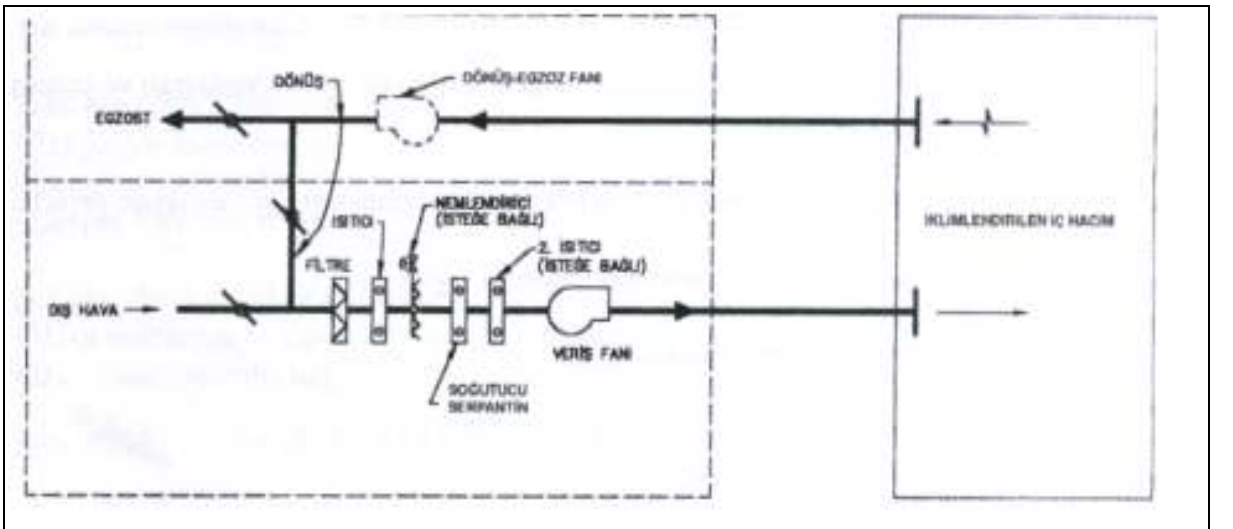 DÖNÜŞ
DÖNÜŞ-EGZOZ FANI
EGZOST
NEMLENDİRİCİ
(İSTEĞE BAĞLI)
ISITICI
İKLİMLENDİRİLEN İÇ HACİM
2. ISITICI
(İSTEĞE BAĞLI)
FİLTRE
DIŞ HAVA
VERİŞ FANI
SOĞUTUCU
SERPANTİN